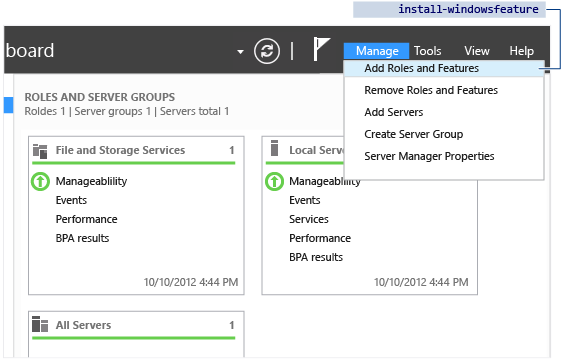 install-windowsfeature
board
Manage Tools View Help
Add Roles and Features
Remove Roles and Features
Add Servers
Create Server Group
Server Manager Properties
ROLES AND SERVER GROUPS
Roldes 1 | Server groups 1 | Servers total 1
File and Storage Services 1
Manageablility
Events
Performance
BPA results
10/10/2012 4:44 PM
Local Serv
Manageability
Events
Services
Performance
BPA results
10/10/2012 4:44 PM
All Servers 1